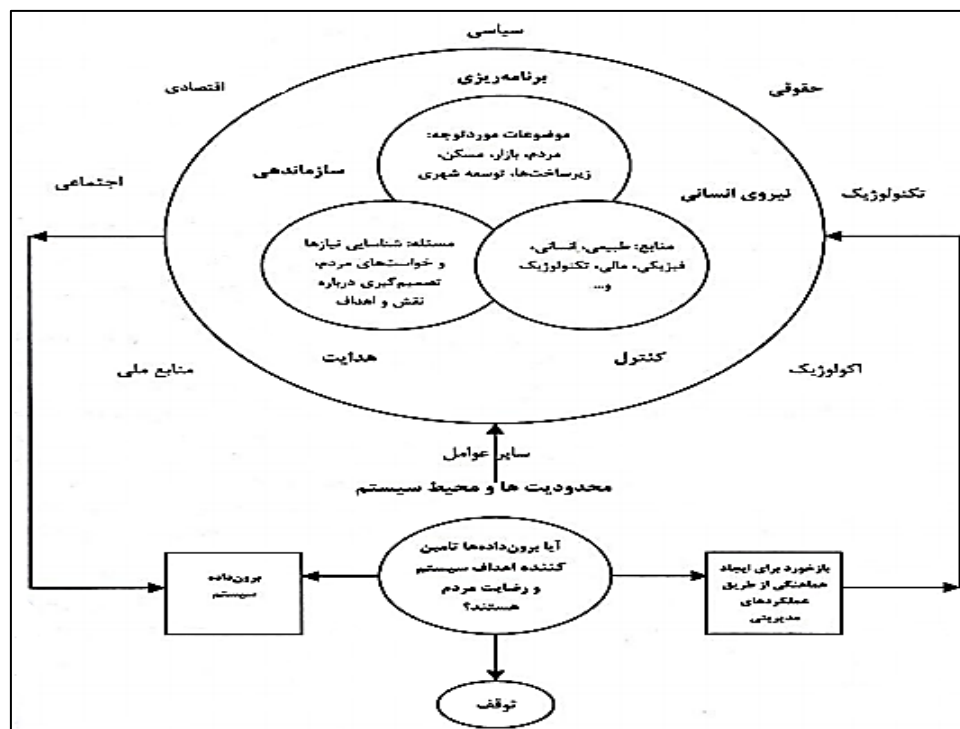 سیاسی
اقتصادی
حقوقی
برنامه‌ریزی
موضوعات موردتوجه:
مردم، بازار، مسکن،
زیرساخت‌ها، توسعه شهری
اجتماعی
سازماندهی
نیروی انسانی
تکنولوژیک
مسئله: شناسایی نیازها
و خواست‌های مردم،
تصمیم‌گیری درباره
نقش و اهداف
منابع: طبیعی، انسانی،
فیزیکی، مالی، تکنولوژیک
و...
هدایت
کنترل
منابع ملی
اکولوژیک
سایر عوامل
محدودیت ها و محیط سیستم
آیا برون‌داده‌ها تامین
کننده اهداف سیستم
و رضایت مردم
هستند؟
برون‌داده
سیستم
بازخورد برای ایجاد
هماهنگی از طریق
عملکردهای
مدیریتی
توقف